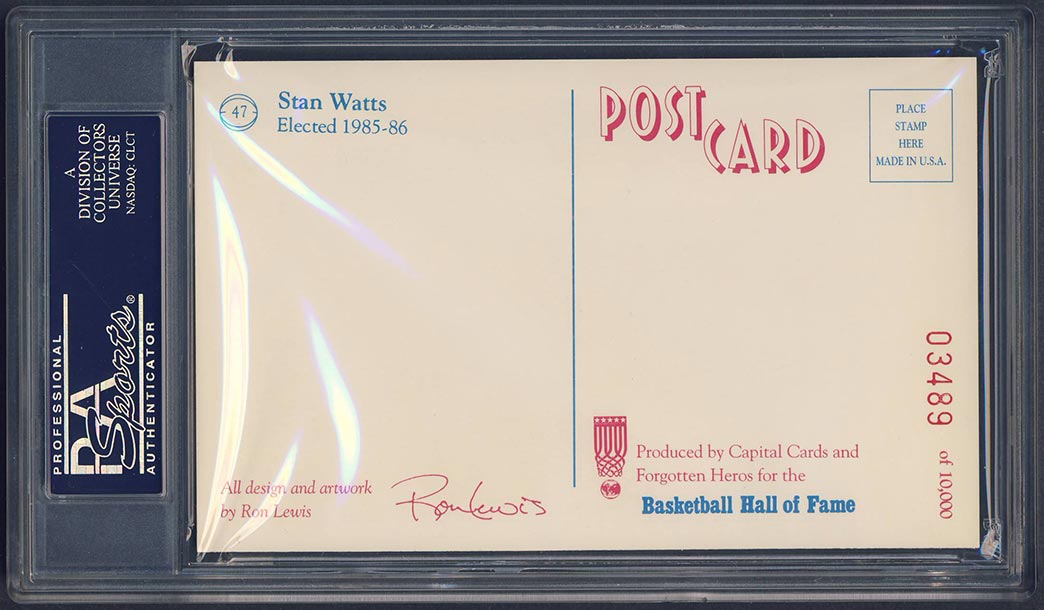 A
DIVISION OF
COLLECTORS
UNIVERSE
NASDAQ: CLCT
PROFESSIONAL
PSA
Sports®
AUTHENTICATOR
47
Stan Watts
Elected 1985-86
All design and artwork
by Ron Lewis
Ron Lewis
POST
CARD
PLACE
STAMP
HERE
MADE IN U.S.A.
03489 of 10,000
Produced by Capital Cards and
Forgotten Heros for the
Basketball Hall of Fame